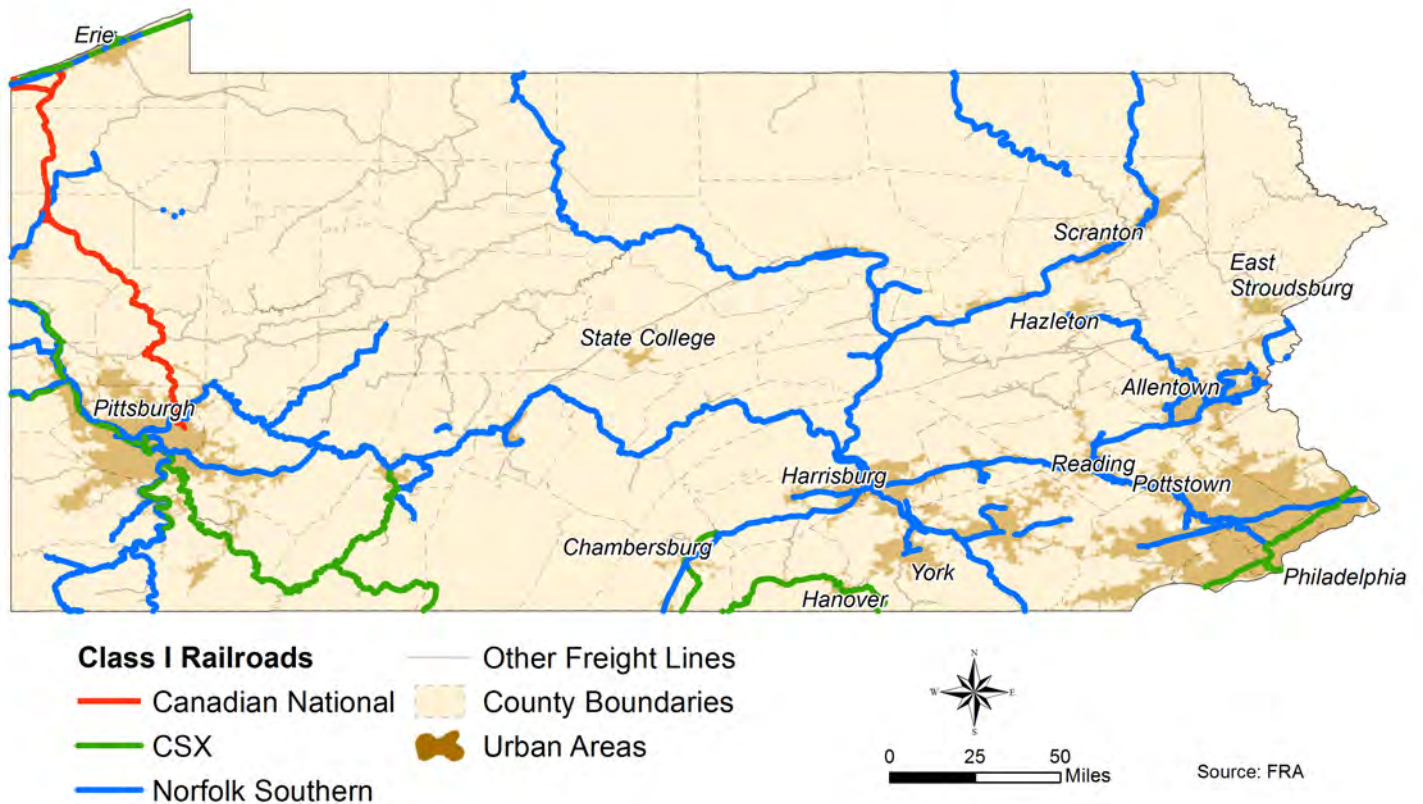 Erie
Scranton
East
Stroudsburg
Hazleton
State College
Allentown
Pittsburgh
Reading
Harrisburg
Pottstown
Chambersburg
York
Philadelphia
Hanover
Class I Railroads
Canadian National
CSX
Norfolk Southern
Other Freight Lines
County Boundaries
Urban Areas
N
W
E
S
0 25 50
Miles
Source: FRA